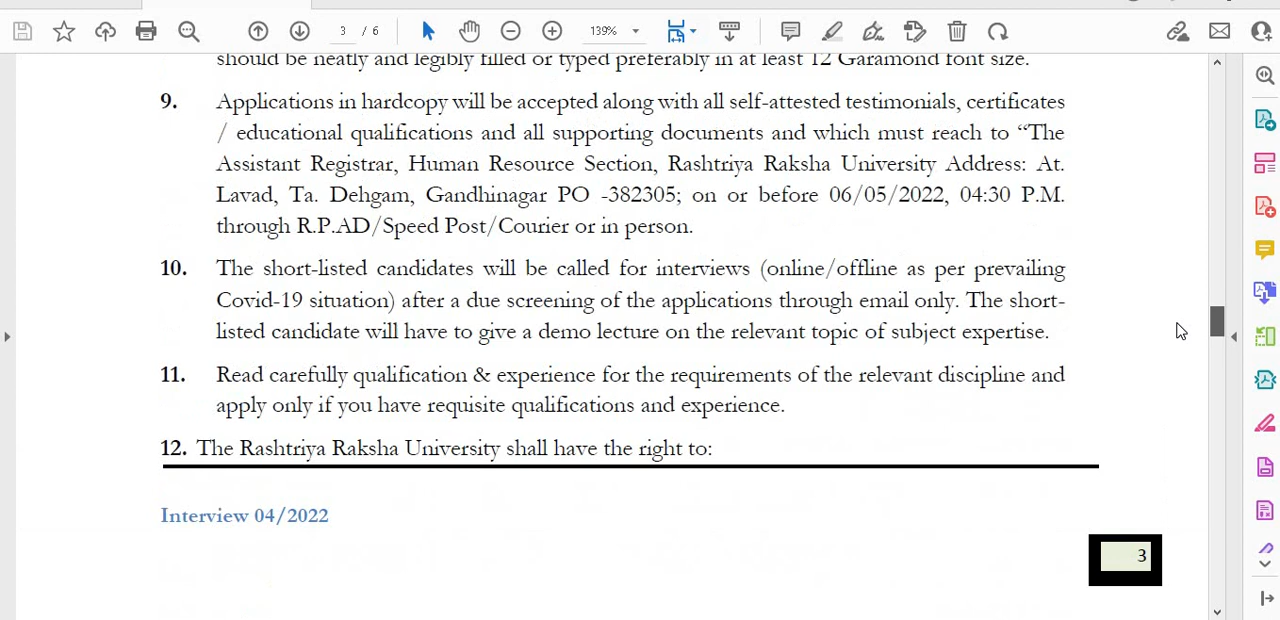 3 / 6
139%
should be neatly and legibly filled or typed preferably in at least 12 Garamond font size.
9. Applications in hardcopy will be accepted along with all self-attested testimonials, certificates
/ educational qualifications and all supporting documents and which must reach to “The
Assistant Registrar, Human Resource Section, Rashtriya Raksha University Address: At.
Lavad, Ta. Dehgam, Gandhinagar PO -382305; on or before 06/05/2022, 04:30 P.M.
through R.P.AD/Speed Post/Courier or in person.
10. The short-listed candidates will be called for interviews (online/offline as per prevailing
Covid-19 situation) after a due screening of the applications through email only. The short-
listed candidate will have to give a demo lecture on the relevant topic of subject expertise.
11. Read carefully qualification & experience for the requirements of the relevant discipline and
apply only if you have requisite qualifications and experience.
12. The Rashtriya Raksha University shall have the right to:
Interview 04/2022
3